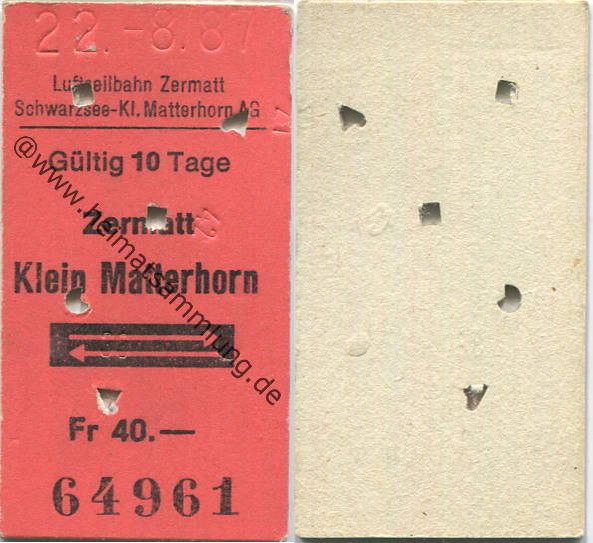 22.-8.87
Luftseilbahn Zermatt
Schwarzsee-Kl. Matterhorn AG
Gültig 10 Tage
Zermatt
Klein Matterhorn
Fr 40.—
64961
@www.heimatsammlung.de